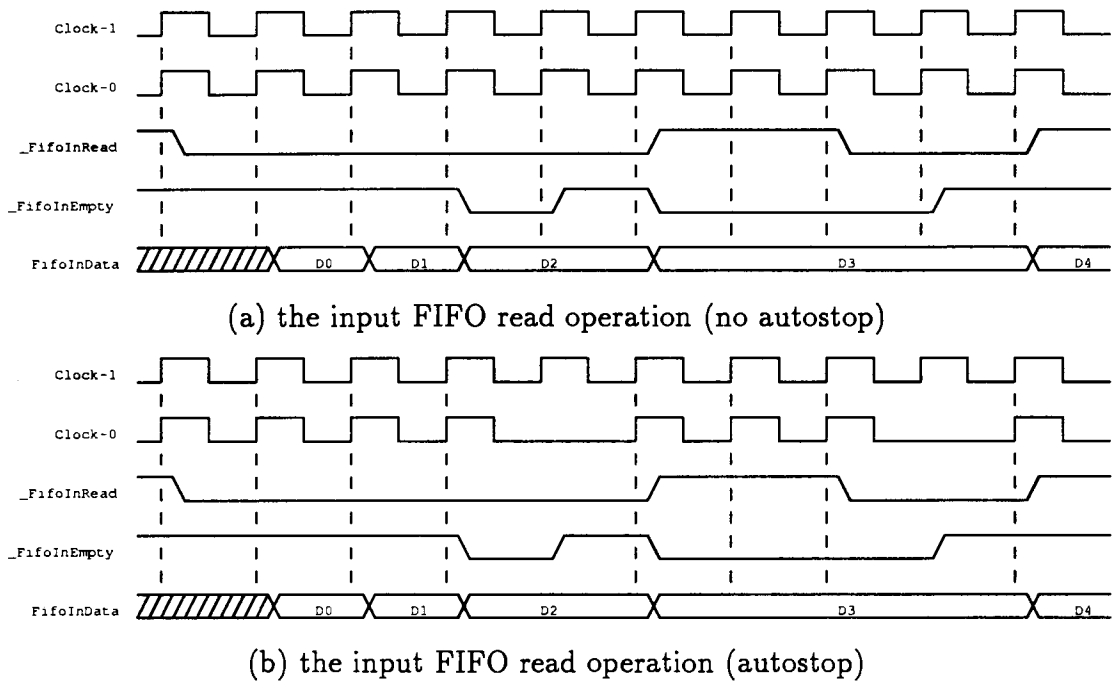 Clock-1
Clock-0
_FifoInRead
_FifoInEmpty
FifoInData D0 D1 D2 D3 D4
(a) the input FIFO read operation (no autostop)
Clock-1
Clock-0
_FifoInRead
_FifoInEmpty
FifoInData D0 D1 D2 D3 D4
(b) the input FIFO read operation (autostop)